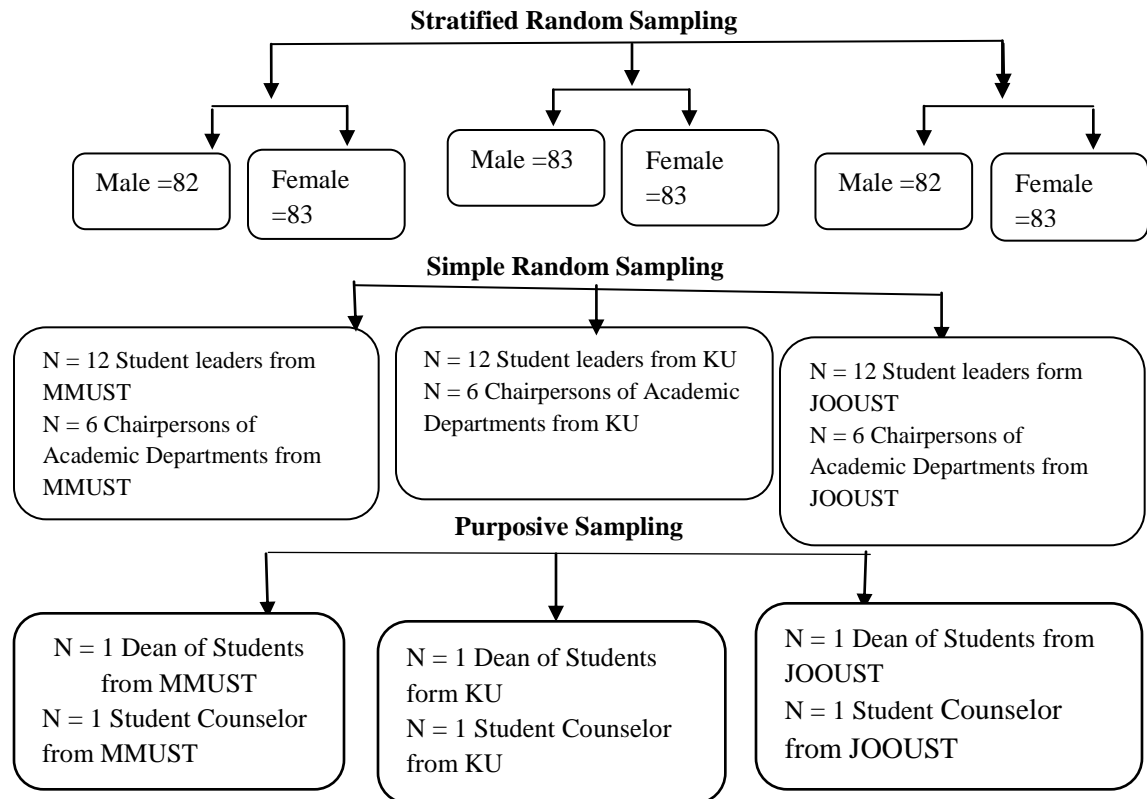 Stratified Random Sampling
Male =82
Female
=83
Male =83
Female
=83
Male =82
Female
=83
Simple Random Sampling
N = 12 Student leaders from
MMUST
N = 6 Chairpersons of
Academic Departments from
MMUST
N = 12 Student leaders from KU
N = 6 Chairpersons of Academic
Departments from KU
N = 12 Student leaders form
JOOUST
N = 6 Chairpersons of
Academic Departments from
JOOUST
Purposive Sampling
N = 1 Dean of Students
from MMUST
N = 1 Student Counselor
from MMUST
N = 1 Dean of Students
form KU
N = 1 Student Counselor
from KU
N = 1 Dean of Students from
JOOUST
N = 1 Student Counselor
from JOOUST